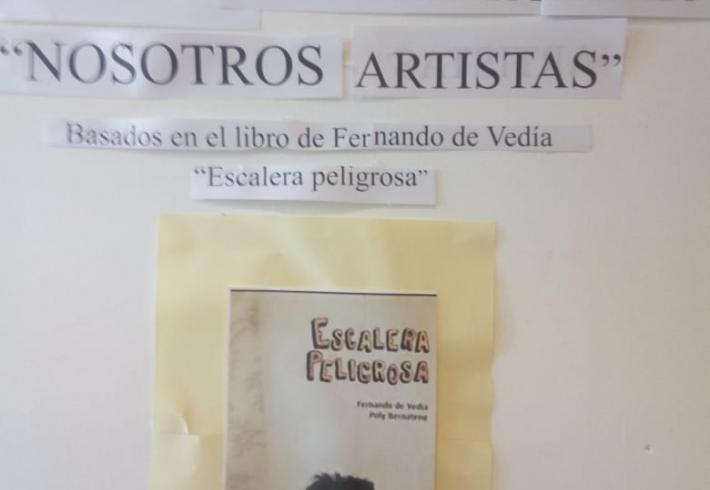 “NOSOTROS ARTISTAS”
Basados en el libro de Fernando de Vedía
“Escalera peligrosa”
ESCALERA
PELIGROSA
Fernando de Vedia
Poly Bernatene